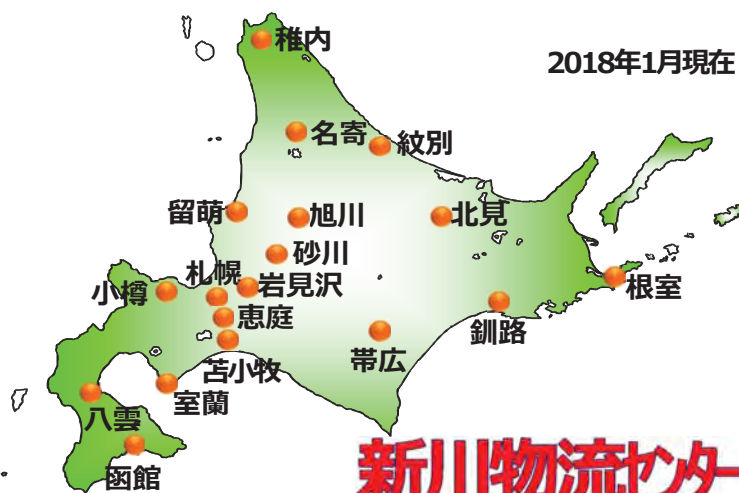 稚内
2018年1月現在
名寄
紋別
留萌
旭川
北見
砂川
札幌
岩見沢
小樽
根室
恵庭
釧路
帯広
苫小牧
室蘭
八雲
函館
新川物流センター